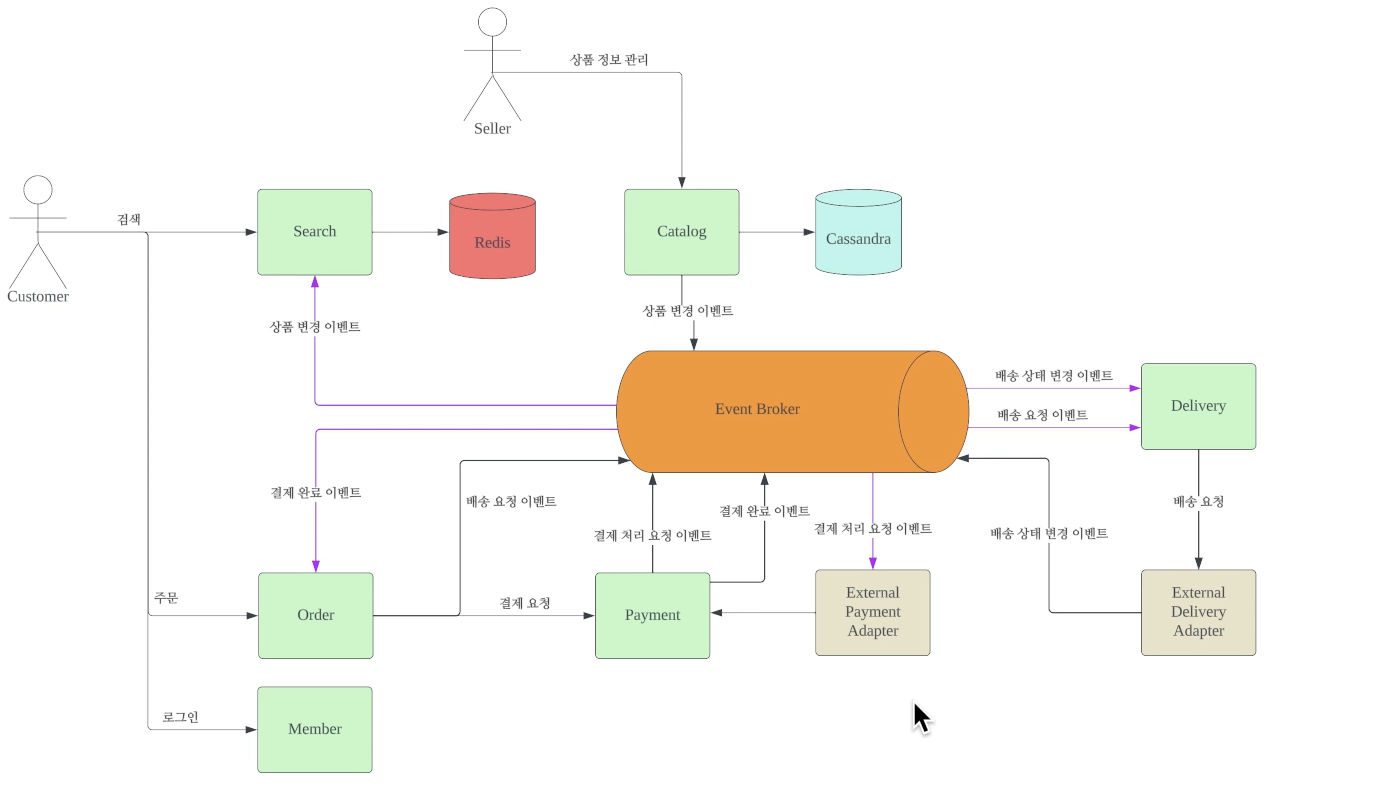 상품 정보 관리
Seller
검색
Customer
Search
Redis
Catalog
Cassandra
상품 변경 이벤트
상품 변경 이벤트
Event Broker
배송 상태 변경 이벤트
배송 요청 이벤트
Delivery
결제 완료 이벤트
배송 요청 이벤트
결제 처리 요청 이벤트
결제 완료 이벤트
결제 처리 요청 이벤트
배송 상태 변경 이벤트
배송 요청
주문
Order
결제 요청
Payment
External
Payment
Adapter
External
Delivery
Adapter
로그인
Member